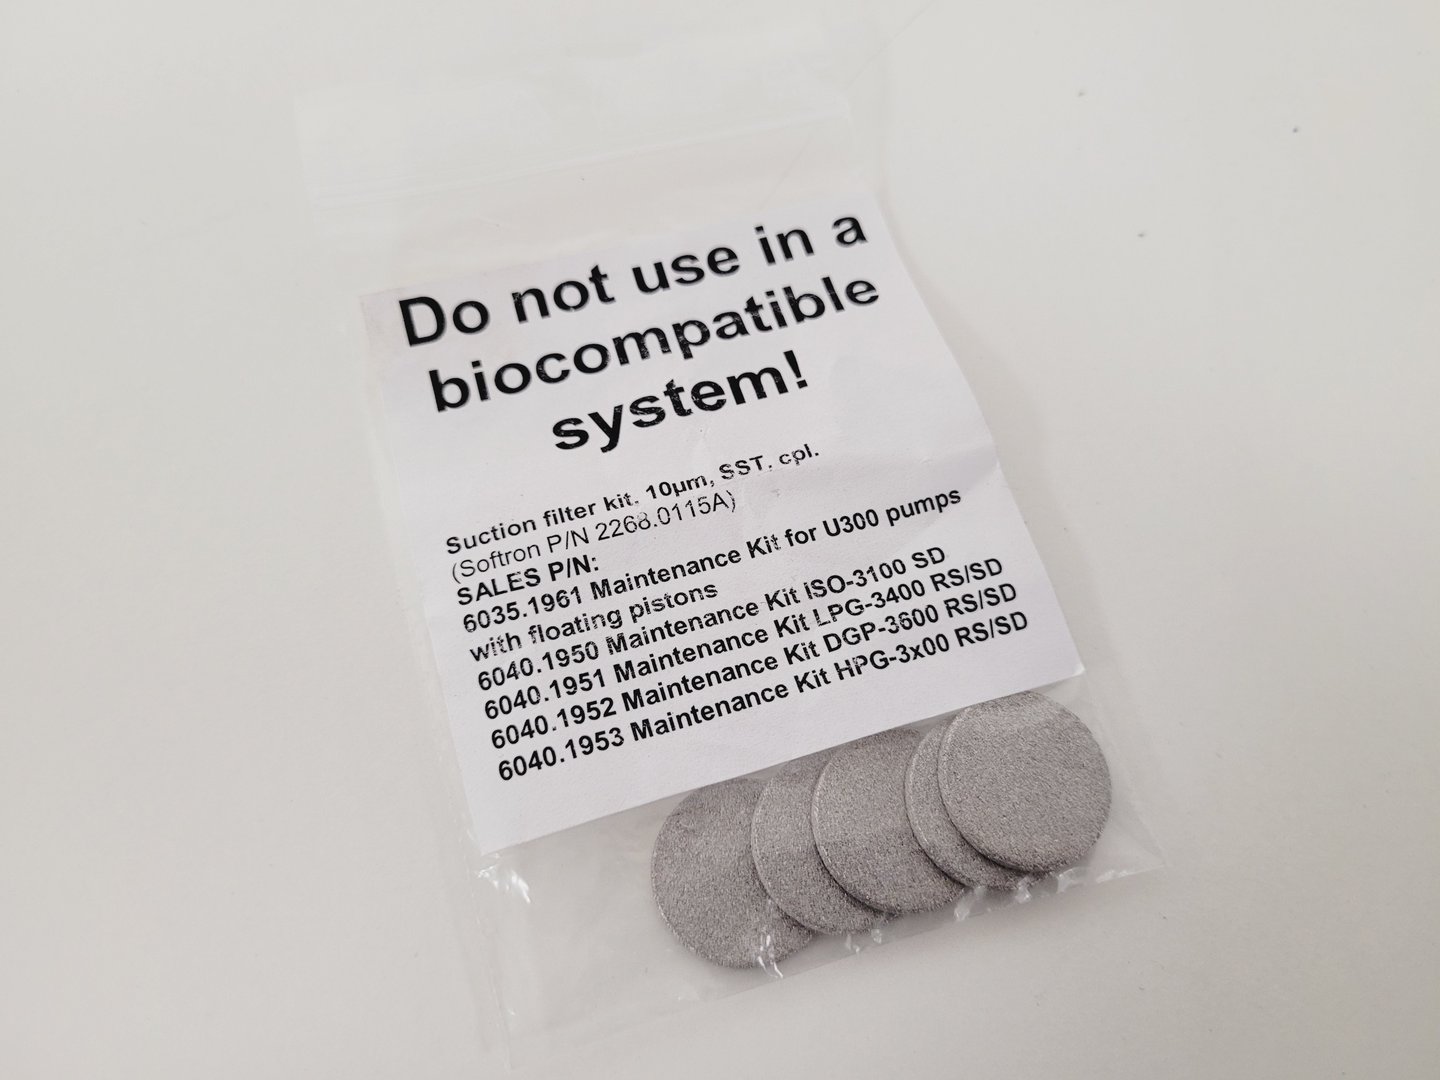 Do not use in a
biocompatible
system!
Suction filter kit. 10µm, SST. cpl.
(Softron P/N 2268.0115A)
SALES P/N:
6035.1961 Maintenance Kit for U300 pumps
with floating pistons
6040.1950 Maintenance Kit ISO-3100 SD
6040.1951 Maintenance Kit LPG-3400 RS/SD
6040.1952 Maintenance Kit DGP-3600 RS/SD
6040.1953 Maintenance Kit HPG-3x00 RS/SD